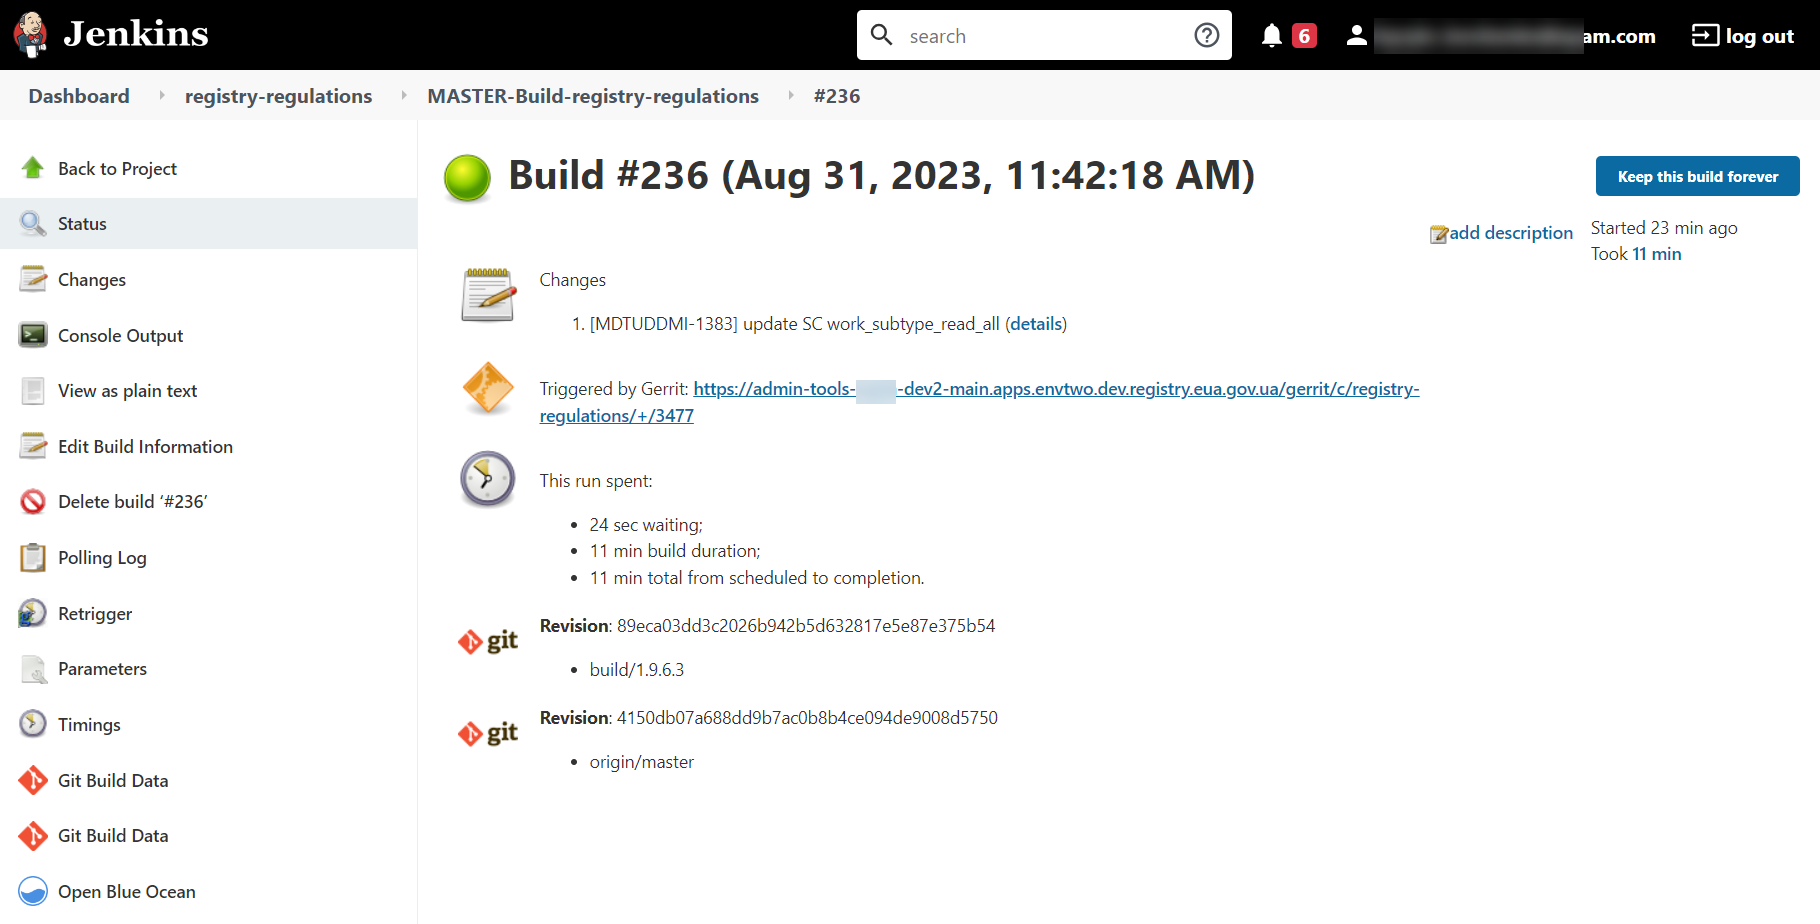 Jenkins
search
6
am.com
log out
Dashboard
registry-regulations
MASTER-Build-registry-regulations
#236
Back to Project
Status
Changes
Console Output
View as plain text
Edit Build Information
Delete build ‘#236’
Polling Log
Retrigger
Parameters
Timings
Git Build Data
Git Build Data
Open Blue Ocean
Build #236 (Aug 31, 2023, 11:42:18 AM)
Keep this build forever
add description
Started 23 min ago
Took 11 min
Changes
1. [MDTUDDMI-1383] update SC work_subtype_read_all (details)
Triggered by Gerrit: https://admin-tools- -dev2-main.apps.envtwo.dev.registry.eua.gov.ua/gerrit/c/registry-
regulations/+/3477
This run spent:
• 24 sec waiting;
• 11 min build duration;
• 11 min total from scheduled to completion.
git
Revision: 89eca03dd3c2026b942b5d632817e5e87e375b54
• build/1.9.6.3
git
Revision: 4150db07a688dd9b7ac0b8b4ce094de9008d5750
• origin/master